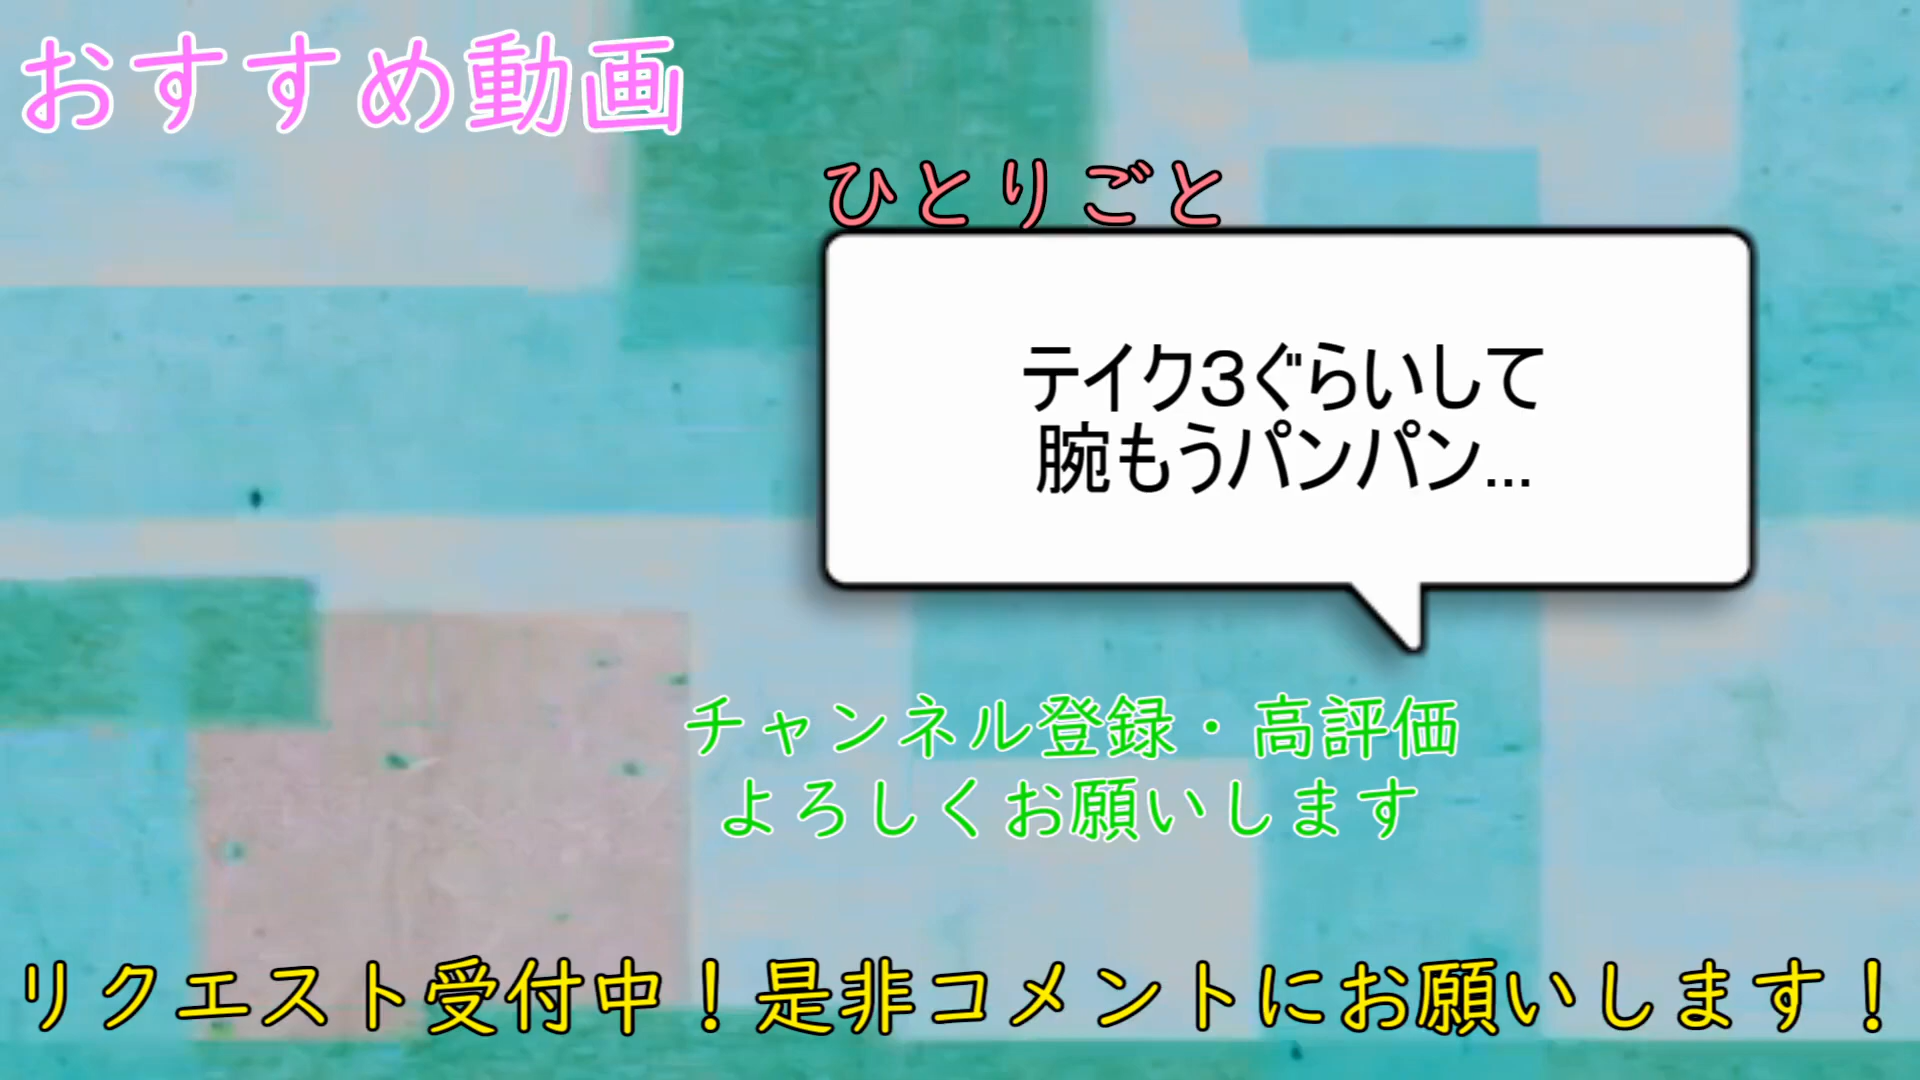 おすすめ動画
ひとりごと
テイク3ぐらいして
腕もうパンパン...
チャンネル登録・高評価
よろしくお願いします
リクエスト受付中！是非コメントにお願いします！